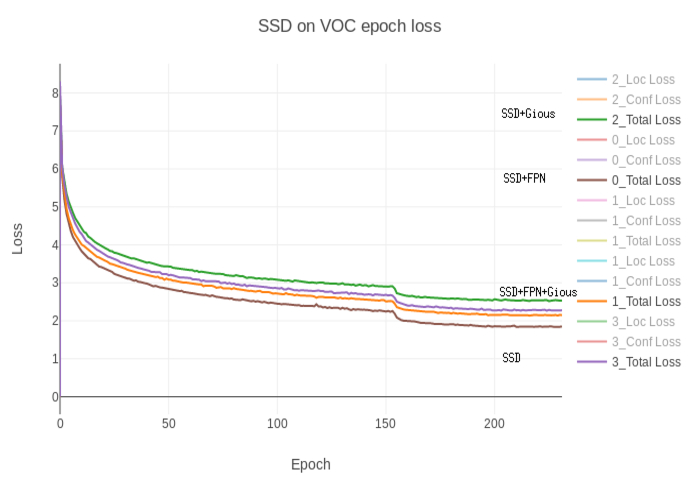 SSD on VOC epoch loss
Loss
8
7
6
5
4
3
2
1
0
0
50
100
150
200
Epoch
SSD+Gious
SSD+FPN
SSD+FPN+Gious
SSD
2_Loc Loss
2_Conf Loss
2_Total Loss
0_Loc Loss
0_Conf Loss
0_Total Loss
1_Loc Loss
1_Conf Loss
1_Total Loss
1_Loc Loss
1_Conf Loss
1_Total Loss
3_Loc Loss
3_Conf Loss
3_Total Loss